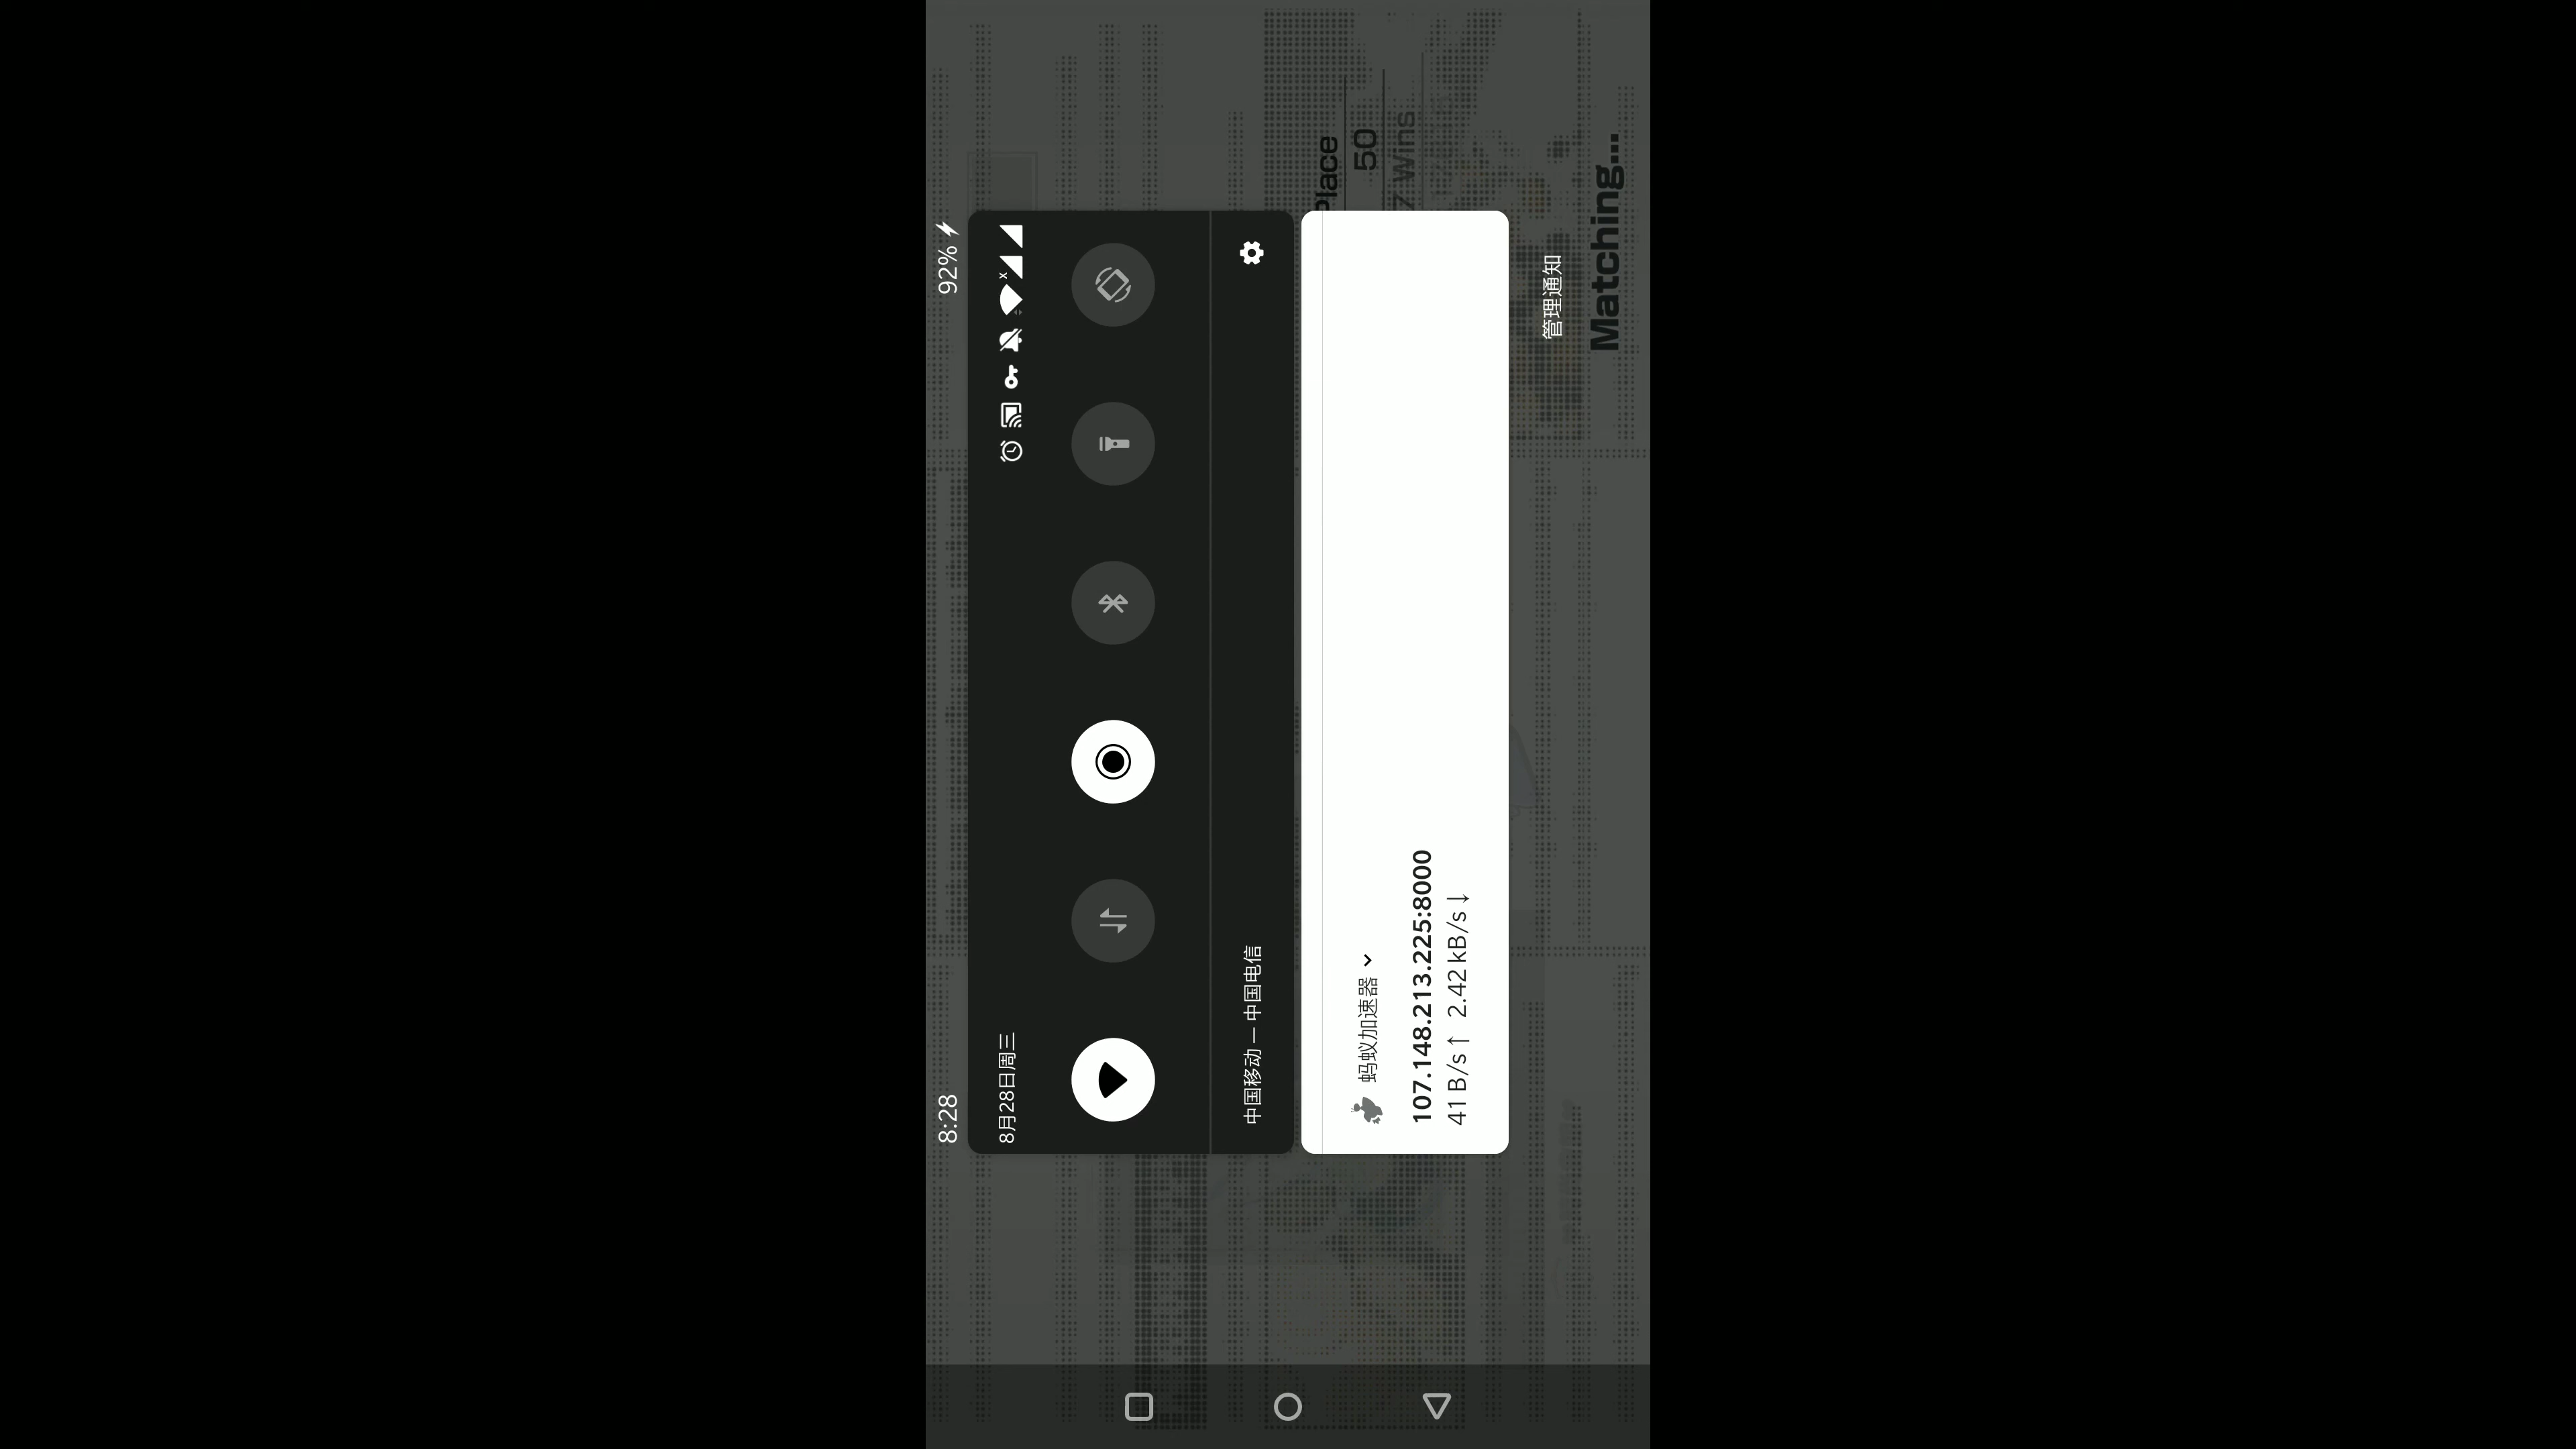 8:28
92%
8月28日周三
中国移动 — 中国电信
蚂蚁加速器
107.148.213.225:8000
41 B/s↑ 2.42 kB/s↓
管理通知
Place
50
7 Wins
Matching...